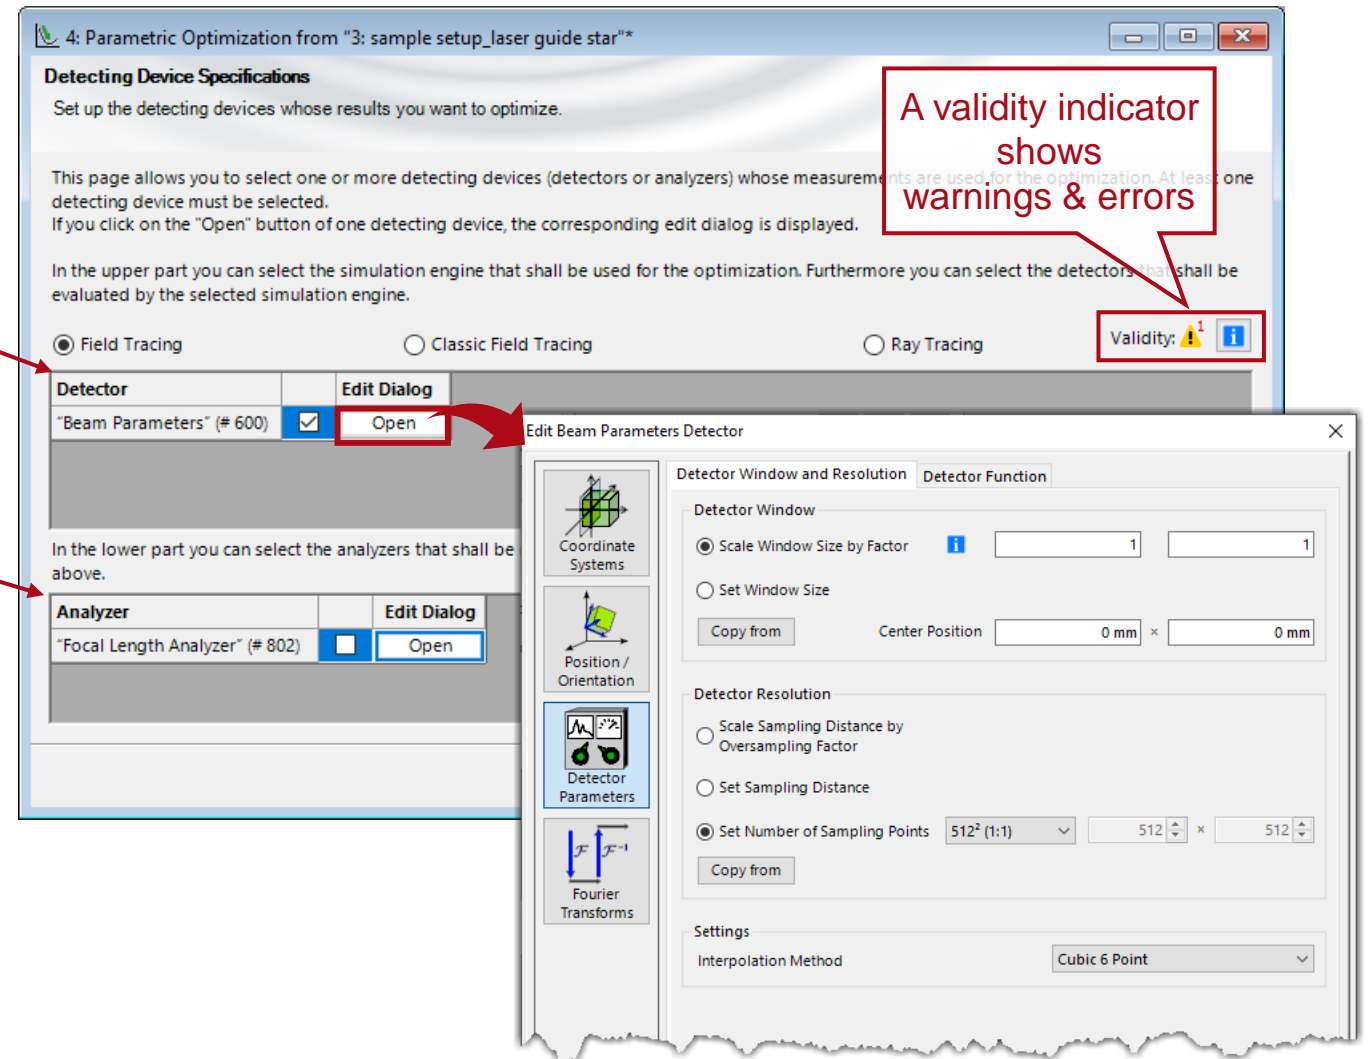 4: Parametric Optimization from "3: sample setup_laser guide star"*
Detecting Device Specifications
Set up the detecting devices whose results you want to optimize.
A validity indicator
shows
warnings & errors
This page allows you to select one or more detecting devices (detectors or analyzers) whose measurements are used for the optimization. At least one
detecting device must be selected.
If you click on the "Open" button of one detecting device, the corresponding edit dialog is displayed.
In the upper part you can select the simulation engine that shall be used for the optimization. Furthermore you can select the detectors that shall be
evaluated by the selected simulation engine.
Field Tracing
Classic Field Tracing
Ray Tracing
Validity: 1
Detector
Edit Dialog
"Beam Parameters" (# 600)
Open
In the lower part you can select the analyzers that shall be
above.
Analyzer
Edit Dialog
"Focal Length Analyzer" (# 802)
Open
Edit Beam Parameters Detector
Coordinate
Systems
Position /
Orientation
Detector
Parameters
ℱ ℱ⁻¹
Fourier
Transforms
Detector Window and Resolution
Detector Function
Detector Window
Scale Window Size by Factor 1 1
Set Window Size
Copy from
Center Position 0 mm × 0 mm
Detector Resolution
Scale Sampling Distance by
Oversampling Factor
Set Sampling Distance
Set Number of Sampling Points 512² (1:1) 512 × 512
Copy from
Settings
Interpolation Method Cubic 6 Point